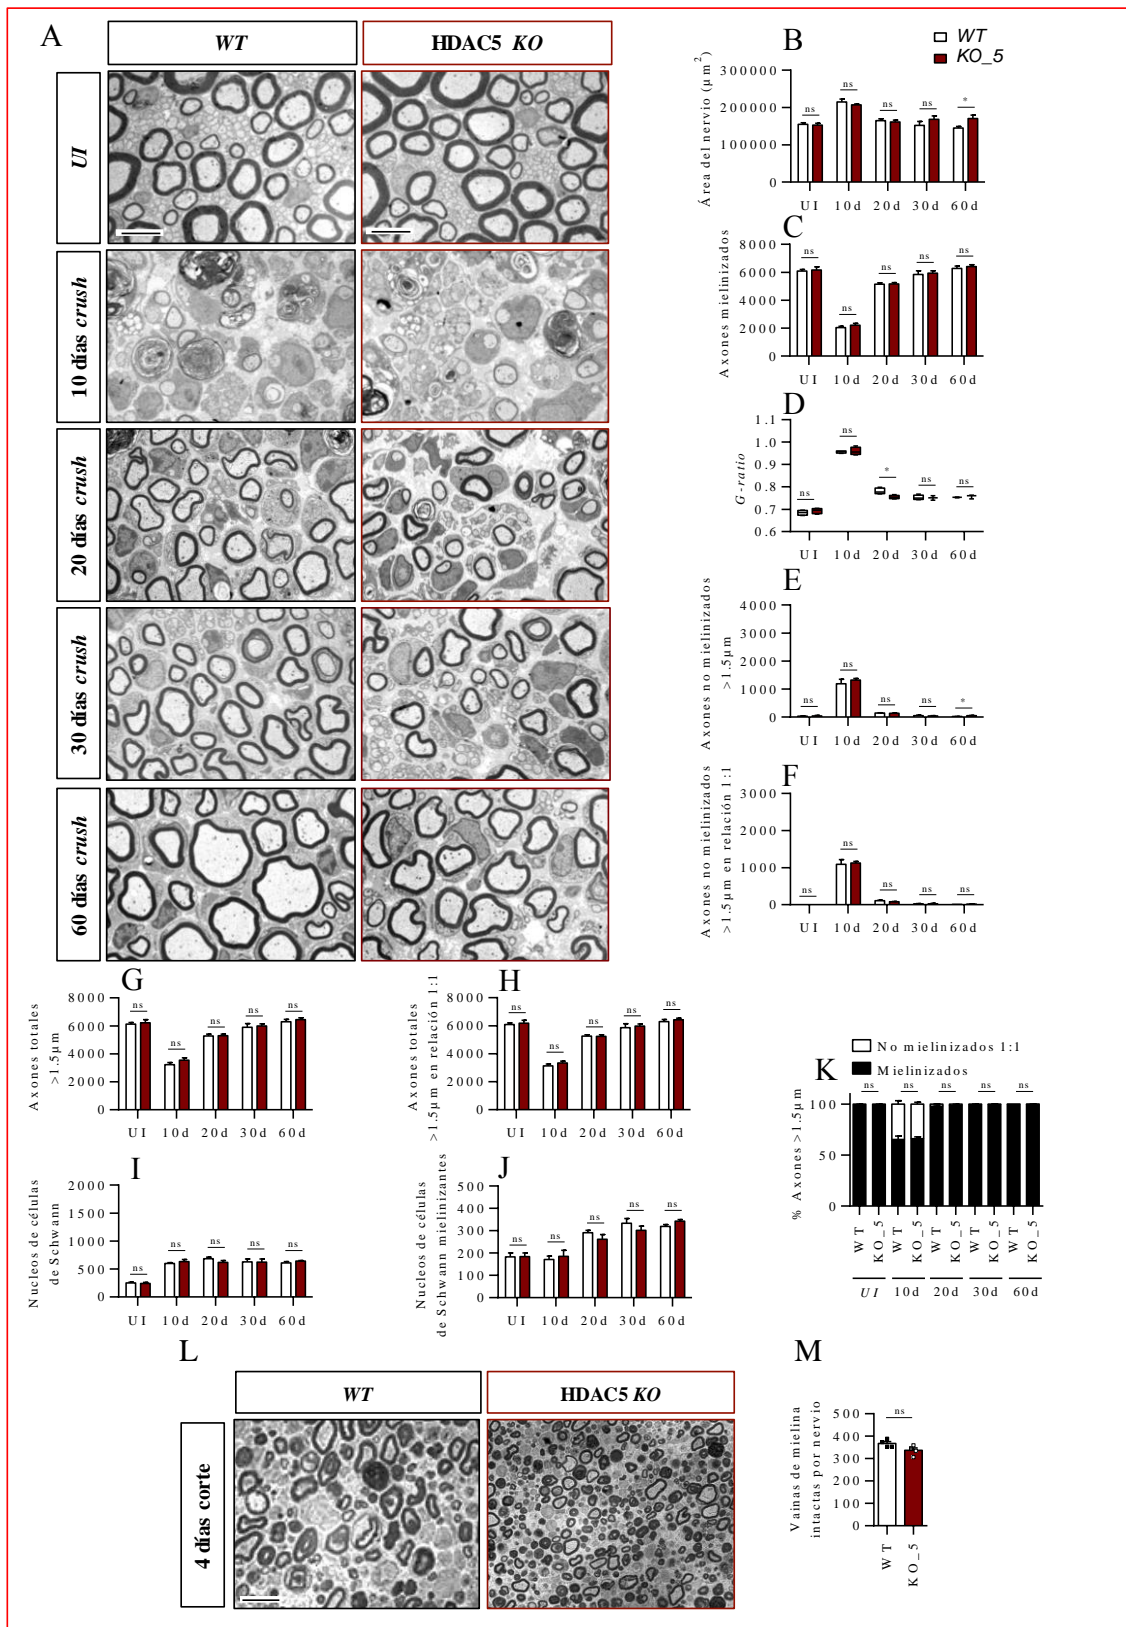 A
WT
HDAC5 KO
UI
10 días crush
20 días crush
30 días crush
60 días crush
B
WT
KO_5
Área del nervio (µm²)
300000
200000
100000
0
ns
ns
ns
ns
*
UI 10d 20d 30d 60d
C
Axones mielinizados
8000
6000
4000
2000
0
ns
ns
ns
ns
ns
UI 10d 20d 30d 60d
D
G-ratio
1.1
1.0
0.9
0.8
0.7
0.6
ns
ns
*
ns
ns
UI 10d 20d 30d 60d
E
Axones no mielinizados
>1.5µm
4000
3000
2000
1000
0
ns
ns
ns
ns
*
UI 10d 20d 30d 60d
F
Axones no mielinizados
>1.5µm en relación 1:1
3000
2000
1000
0
ns
ns
ns
ns
ns
UI 10d 20d 30d 60d
G
Axones totales
>1.5µm
8000
6000
4000
2000
0
ns
ns
ns
ns
ns
UI 10d 20d 30d 60d
H
Axones totales
>1.5µm en relación 1:1
8000
6000
4000
2000
0
ns
ns
ns
ns
ns
UI 10d 20d 30d 60d
I
Nucleos de células
de Schwann
2000
1500
1000
500
0
ns
ns
ns
ns
ns
UI 10d 20d 30d 60d
J
Nucleos de células
de Schwann mielinizantes
500
400
300
200
100
0
ns
ns
ns
ns
ns
UI 10d 20d 30d 60d
K
No mielinizados 1:1
Mielinizados
% Axones >1.5µm
100
50
0
ns ns ns ns ns
WT KO_5 WT KO_5 WT KO_5 WT KO_5 WT KO_5
UI 10d 20d 30d 60d
L
WT
HDAC5 KO
4 días corte
M
Vainas de mielina
intactas por nervio
500
400
300
200
100
0
ns
WT
KO_5